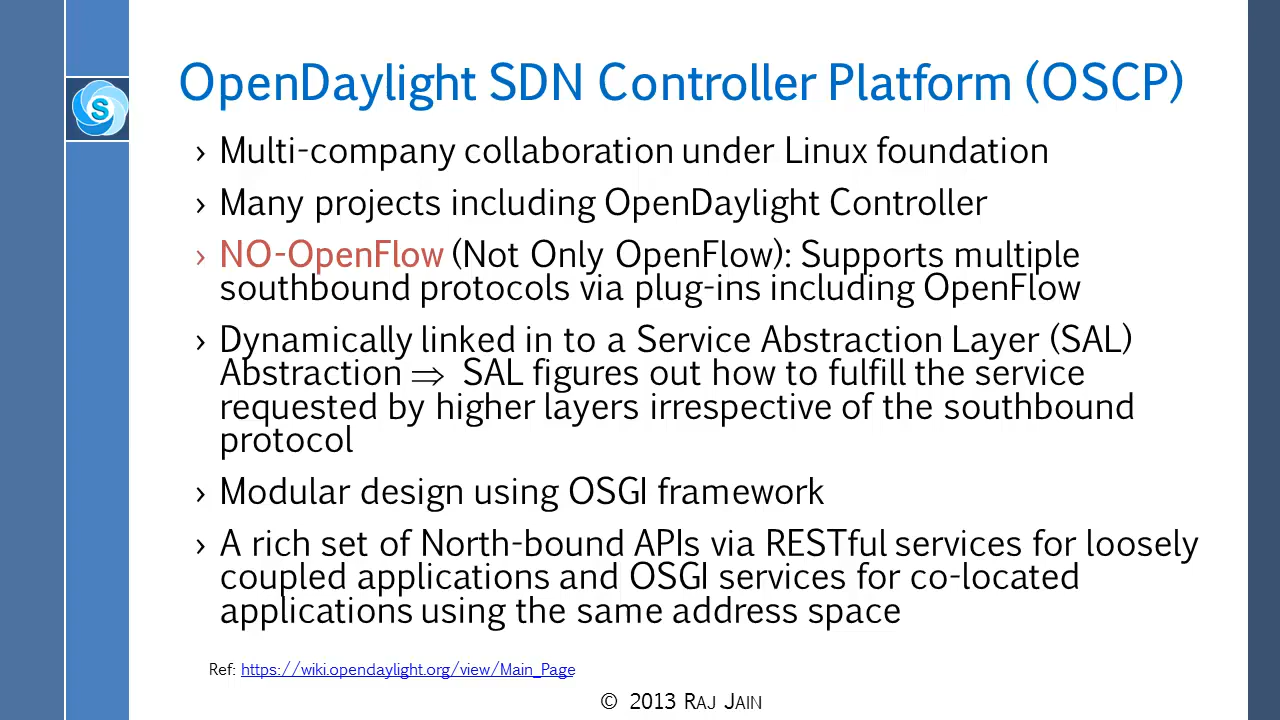 OpenDaylight SDN Controller Platform (OSCP)
S
› Multi-company collaboration under Linux foundation
› Many projects including OpenDaylight Controller
› NO-OpenFlow (Not Only OpenFlow): Supports multiple
southbound protocols via plug-ins including OpenFlow
› Dynamically linked in to a Service Abstraction Layer (SAL)
Abstraction ⇒ SAL figures out how to fulfill the service
requested by higher layers irrespective of the southbound
protocol
› Modular design using OSGI framework
› A rich set of North-bound APIs via RESTful services for loosely
coupled applications and OSGI services for co-located
applications using the same address space
Ref: https://wiki.opendaylight.org/view/Main_Page
© 2013 RAJ JAIN